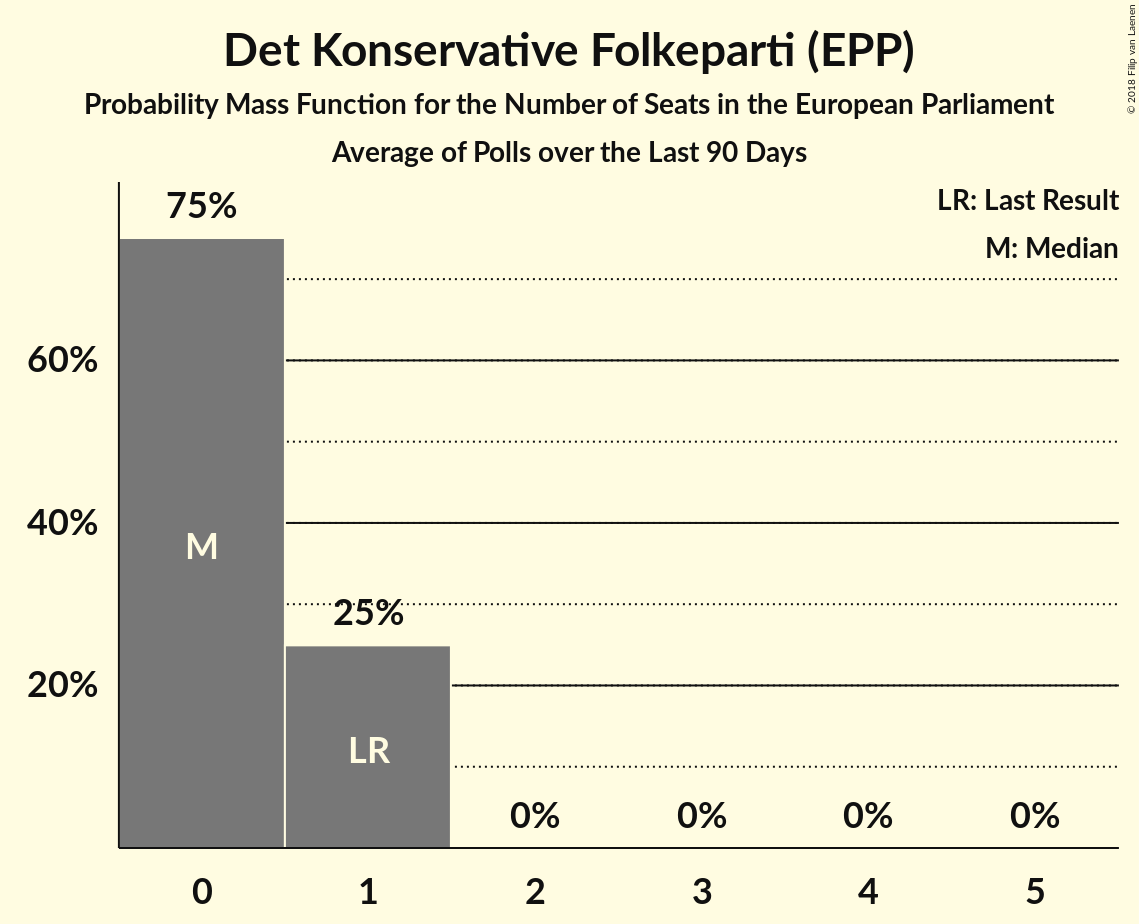 Det Konservative Folkeparti (EPP)
Probability Mass Function for the Number of Seats in the European Parliament
Average of Polls over the Last 90 Days
© 2018 Filip van Laenen
LR: Last Result
M: Median
75%
60%
40%
M
25%
20%
LR
0% 0% 0% 0%
0 1 2 3 4 5